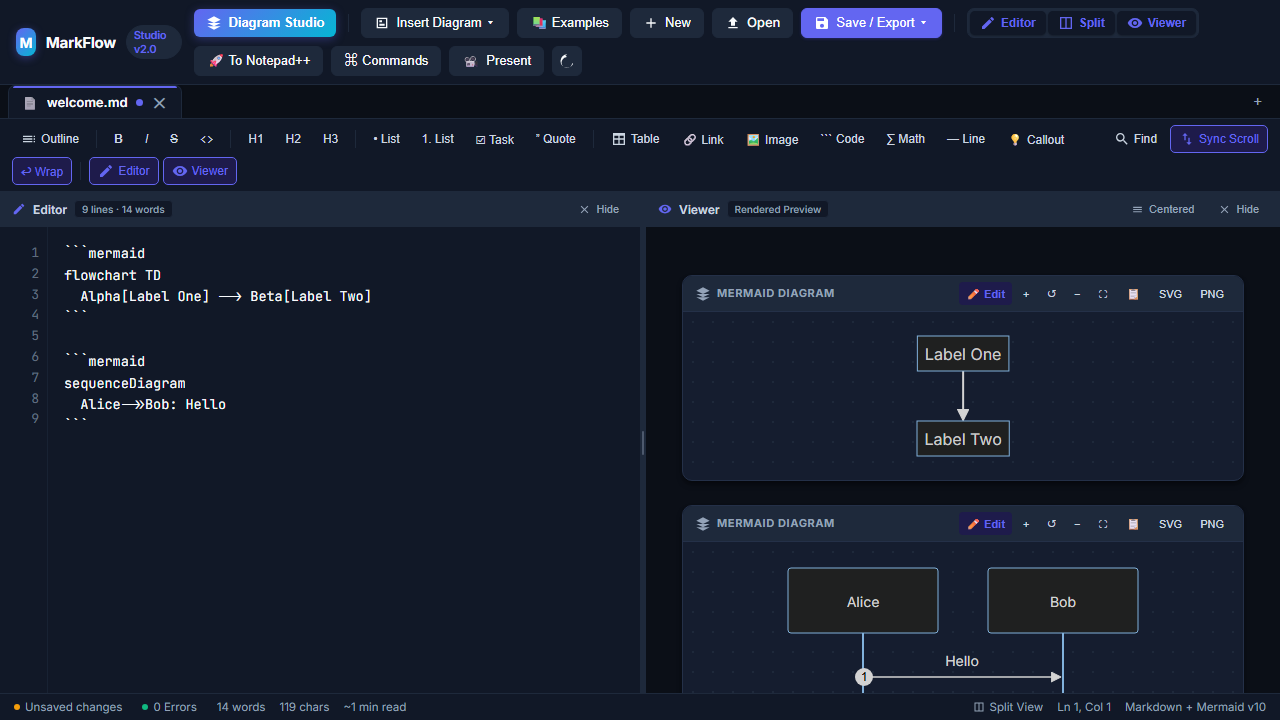 M MarkFlow Studio v2.0
Diagram Studio Insert Diagram Examples + New Open Save / Export Editor Split Viewer
To Notepad++ ⌘ Commands Present
welcome.md +
Outline B I S <> H1 H2 H3 • List 1. List ☑ Task " Quote Table Link Image ``` Code ∑ Math — Line Callout Find Sync Scroll
↩ Wrap Editor Viewer
Editor 9 lines · 14 words × Hide
Viewer Rendered Preview ≡ Centered × Hide
1 ```mermaid
2 flowchart TD
3 Alpha[Label One] --> Beta[Label Two]
4 ```
5
6 ```mermaid
7 sequenceDiagram
8 Alice->>Bob: Hello
9 ```
MERMAID DIAGRAM Edit + ↺ − ⛶ SVG PNG
Label One
Label Two
MERMAID DIAGRAM Edit + ↺ − ⛶ SVG PNG
Alice Bob
Hello
1
Unsaved changes 0 Errors 14 words 119 chars ~1 min read Split View Ln 1, Col 1 Markdown + Mermaid v10